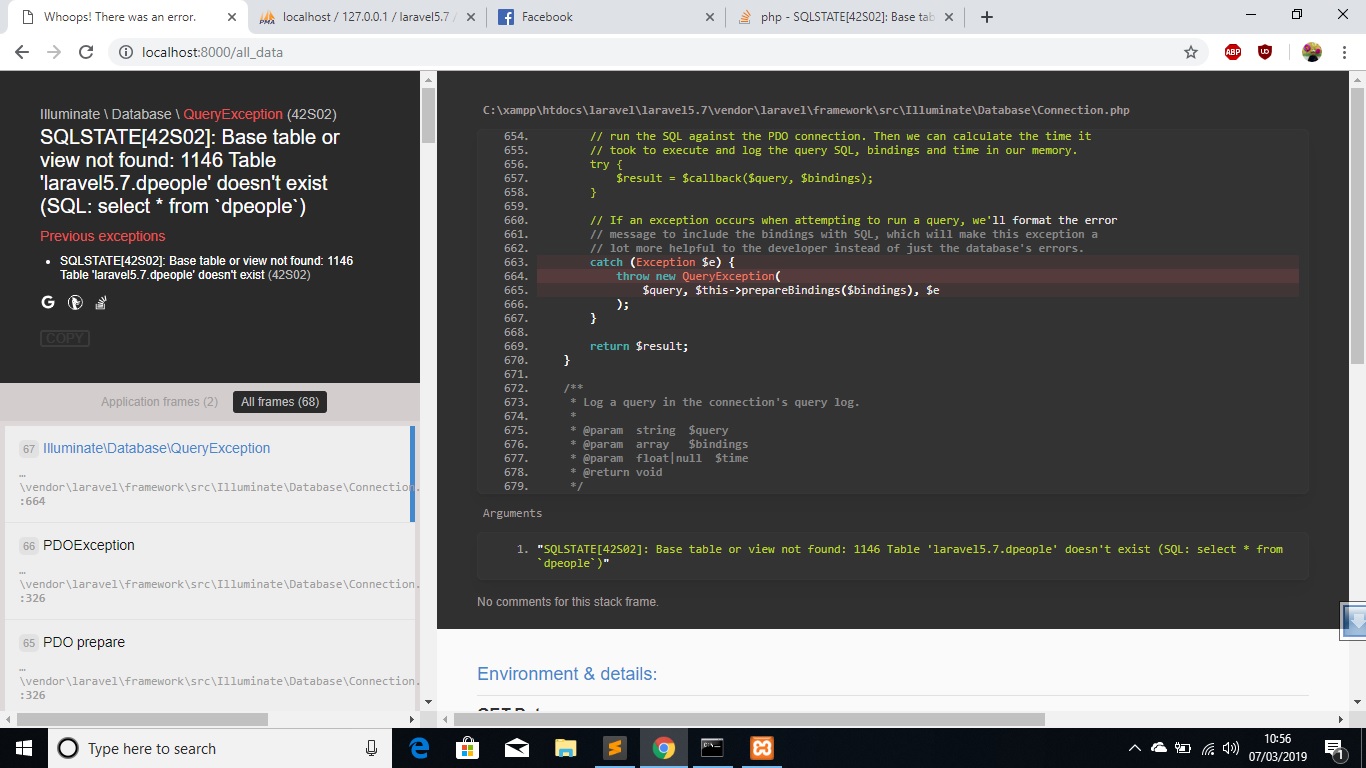 Whoops! There was an error.
localhost / 127.0.0.1 / laravel5.7 /
Facebook
php - SQLSTATE[42S02]: Base tab
localhost:8000/all_data
ABP
Illuminate \ Database \ QueryException (42S02)
SQLSTATE[42S02]: Base table or
view not found: 1146 Table
'laravel5.7.dpeople' doesn't exist
(SQL: select * from `dpeople`)
Previous exceptions
• SQLSTATE[42S02]: Base table or view not found: 1146
Table 'laravel5.7.dpeople' doesn't exist (42S02)
COPY
Application frames (2) All frames (68)
67 Illuminate\Database\QueryException
…
\vendor\laravel\framework\src\Illuminate\Database\Connection.
:664
66 PDOException
…
\vendor\laravel\framework\src\Illuminate\Database\Connection.
:326
65 PDO prepare
…
\vendor\laravel\framework\src\Illuminate\Database\Connection.
:326
C:\xampp\htdocs\laravel\laravel5.7\vendor\laravel\framework\src\Illuminate\Database\Connection.php
654. // run the SQL against the PDO connection. Then we can calculate the time it
655. // took to execute and log the query SQL, bindings and time in our memory.
656. try {
657. $result = $callback($query, $bindings);
658. }
659.
660. // If an exception occurs when attempting to run a query, we'll format the error
661. // message to include the bindings with SQL, which will make this exception a
662. // lot more helpful to the developer instead of just the database's errors.
663. catch (Exception $e) {
664. throw new QueryException(
665. $query, $this->prepareBindings($bindings), $e
666. );
667. }
668.
669. return $result;
670. }
671.
672. /**
673. * Log a query in the connection's query log.
674. *
675. * @param string $query
676. * @param array $bindings
677. * @param float|null $time
678. * @return void
679. */
Arguments
1. "SQLSTATE[42S02]: Base table or view not found: 1146 Table 'laravel5.7.dpeople' doesn't exist (SQL: select * from
`dpeople`)"
No comments for this stack frame.
Environment & details:
Type here to search
10:56
07/03/2019
1